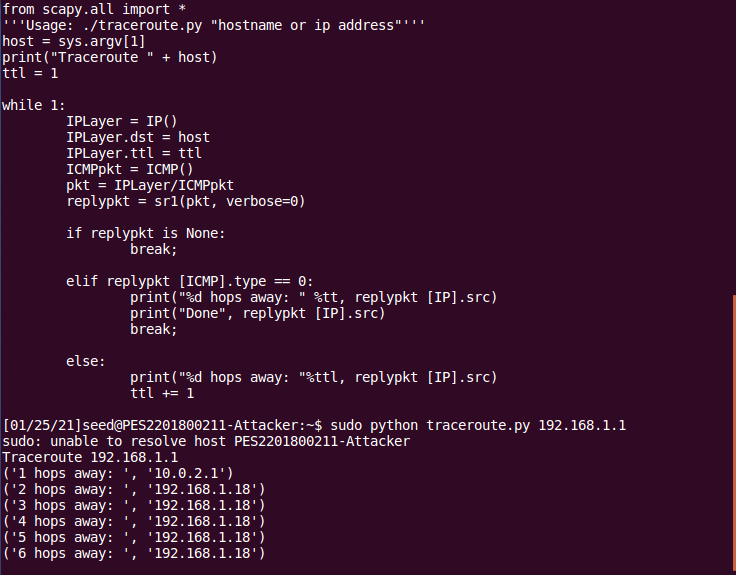 from scapy.all import *
'''Usage: ./traceroute.py "hostname or ip address"'''
host = sys.argv[1]
print("Traceroute " + host)
ttl = 1

while 1:
        IPLayer = IP()
        IPLayer.dst = host
        IPLayer.ttl = ttl
        ICMPpkt = ICMP()
        pkt = IPLayer/ICMPpkt
        replypkt = sr1(pkt, verbose=0)

        if replypkt is None:
                break;

        elif replypkt [ICMP].type == 0:
                print("%d hops away: " %tt, replypkt [IP].src)
                print("Done", replypkt [IP].src)
                break;

        else:
                print("%d hops away: "%ttl, replypkt [IP].src)
                ttl += 1

[01/25/21]seed@PES2201800211-Attacker:~$ sudo python traceroute.py 192.168.1.1
sudo: unable to resolve host PES2201800211-Attacker
Traceroute 192.168.1.1
('1 hops away: ', '10.0.2.1')
('2 hops away: ', '192.168.1.18')
('3 hops away: ', '192.168.1.18')
('4 hops away: ', '192.168.1.18')
('5 hops away: ', '192.168.1.18')
('6 hops away: ', '192.168.1.18')